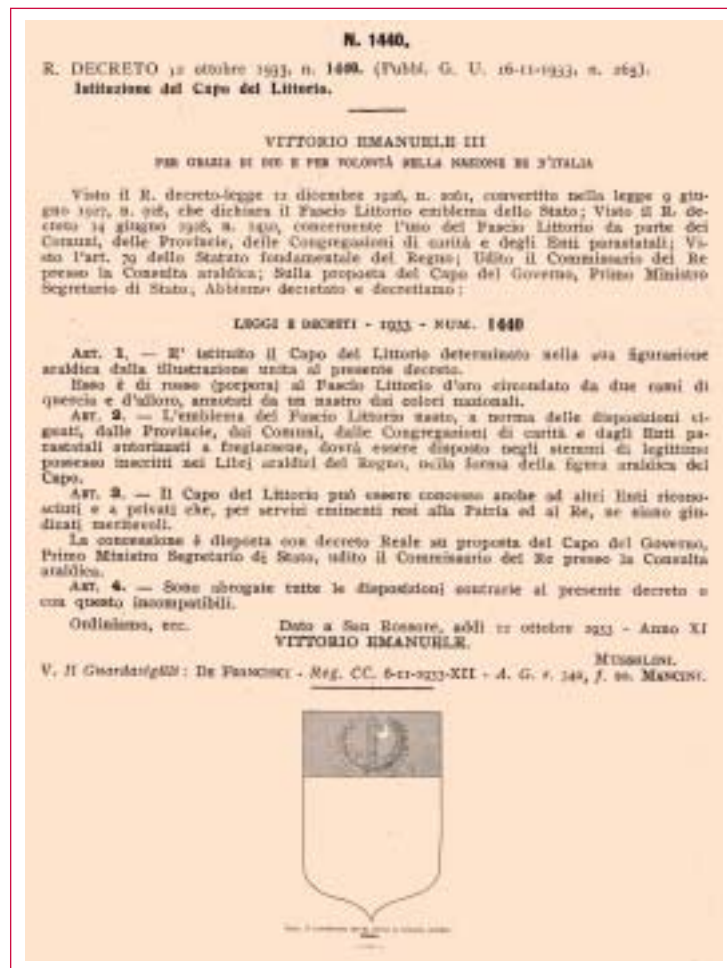 N. 1440.
R. DECRETO 12 ottobre 1933, n. 1440. (Pubbl. G. U. 16-11-1933, n. 265).
Istituzione del Capo del Littorio.
VITTORIO EMANUELE III
PER GRAZIA DI DIO E PER VOLONTÀ DELLA NAZIONE RE D'ITALIA
Visto il R. decreto-legge 12 dicembre 1926, n. 2061, convertito nella legge 9 giu-
gno 1927, n. 928, che dichiara il Fascio Littorio emblema dello Stato; Visto il R. de-
creto 14 giugno 1928, n. 1410, concernente l'uso del Fascio Littorio da parte dei
Comuni, delle Provincie, delle Congregazioni di carità e degli Enti parastatali; Vi-
sto l'art. 79 dello Statuto fondamentale del Regno; Udito il Commissario del Re
presso la Consulta araldica; Sulla proposta del Capo del Governo, Primo Ministro
Segretario di Stato; Abbiamo decretato e decretiamo:
LEGGI E DECRETI - 1933 - NUM. 1440
ART. 1. — E' istituito il Capo del Littorio determinato nella sua figurazione
araldica dalla illustrazione unita al presente decreto.
Esso è di rosso (porpora) al Fascio Littorio d'oro circondato da due rami di
quercia e d'alloro, annodati da un nastro dai colori nazionali.
ART. 2. — L'emblema del Fascio Littorio usato, a norma delle disposizioni vi-
genti, dalle Provincie, dai Comuni, dalle Congregazioni di carità e dagli Enti pa-
rastatali autorizzati a fregiarsene, dovrà essere disposto negli stemmi di legittimo
possesso inscritti nei Libri araldici del Regno, nella forma della figura araldica del
Capo.
ART. 3. — Il Capo del Littorio può essere concesso anche ad altri Enti ricono-
sciuti e a privati che, per servizi eminenti resi alla Patria ed al Re, ne siano giu-
dicati meritevoli.
La concessione è disposta con decreto Reale su proposta del Capo del Governo,
Primo Ministro Segretario di Stato, udito il Commissario del Re presso la Consulta
araldica.
ART. 4. — Sono abrogate tutte le disposizioni contrarie al presente decreto o
con questo incompatibili.
Ordiniamo, ecc. Dato a San Rossore, addì 12 ottobre 1933 - Anno XI
VITTORIO EMANUELE.
MUSSOLINI.
V. Il Guardasigilli: DE FRANCISCI - Reg. CC. 6-11-1933-XII - A. G. r. 340, f. 20. MANCINI.